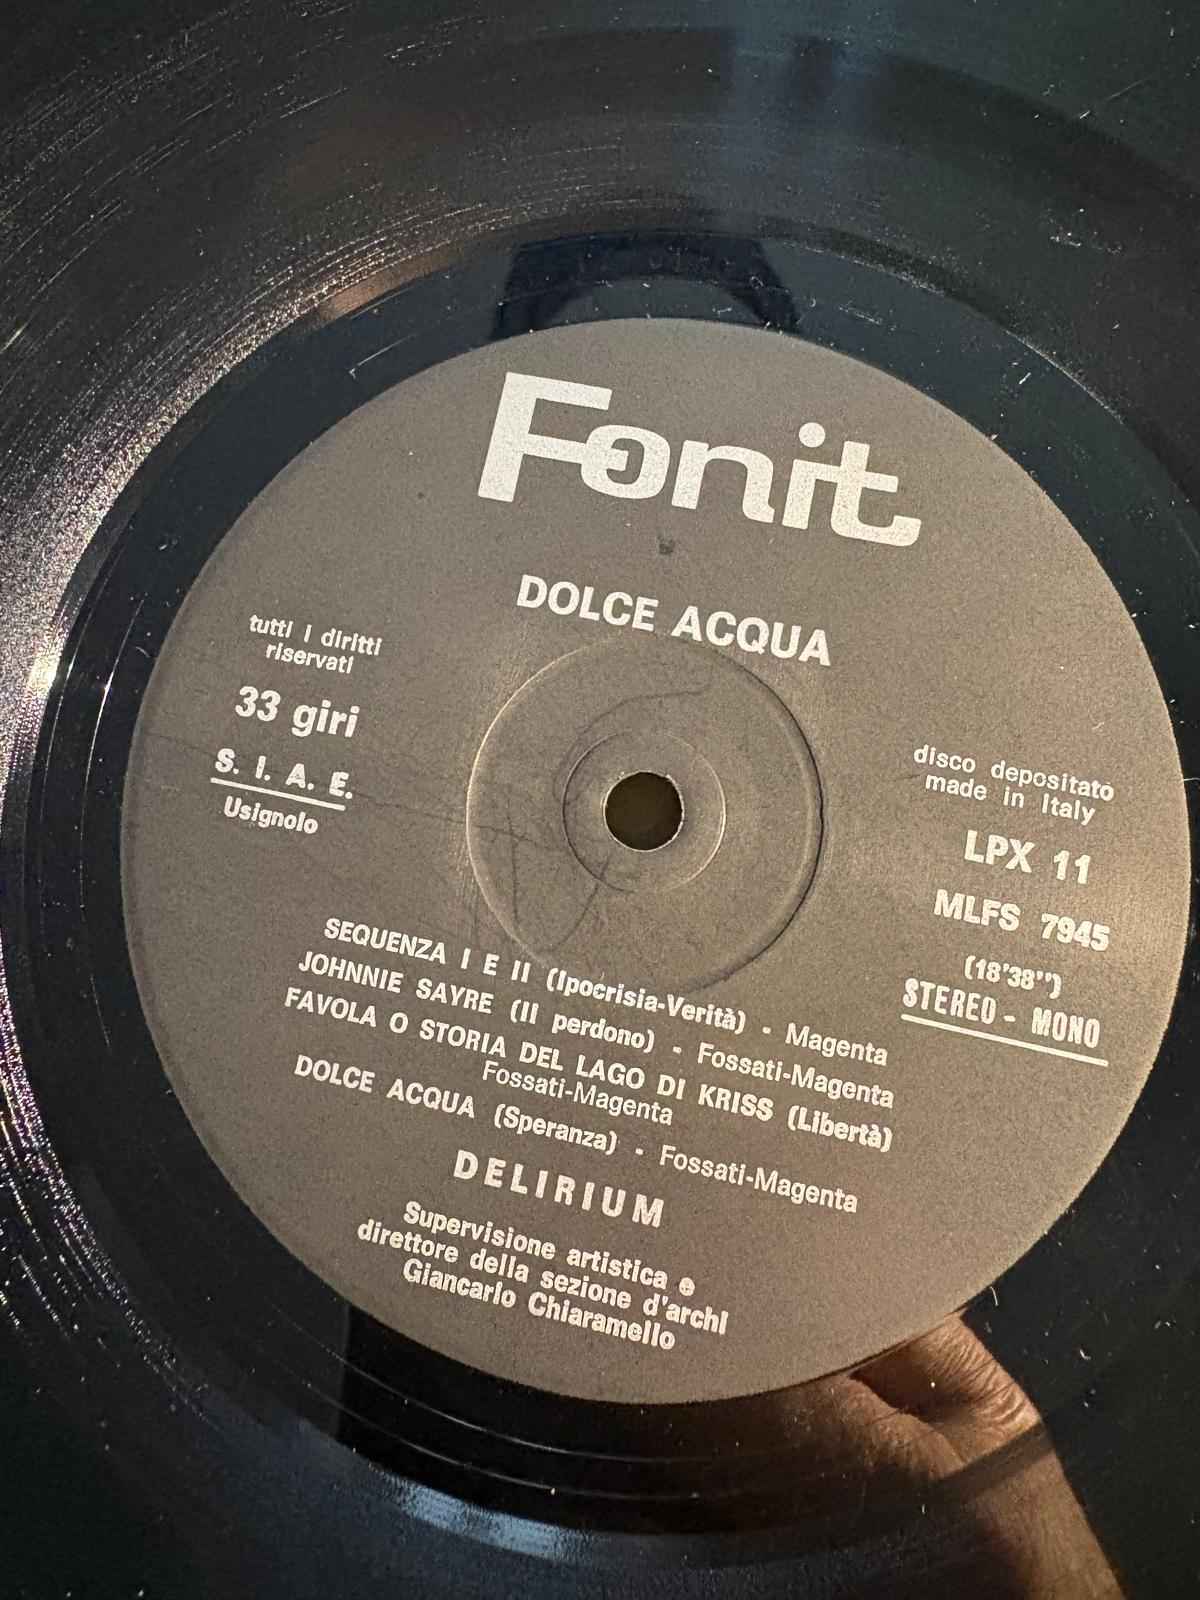 Fonit
DOLCE ACQUA
tutti i diritti
riservati
33 giri
S. I. A. E.
Usignolo
disco depositato
made in Italy
LPX 11
MLFS 7945
(18'38'')
STEREO - MONO
SEQUENZA I E II (Ipocrisia-Verità) - Magenta
JOHNNIE SAYRE (Il perdono) - Fossati-Magenta
FAVOLA O STORIA DEL LAGO DI KRISS (Libertà)
Fossati-Magenta
DOLCE ACQUA (Speranza) - Fossati-Magenta
DELIRIUM
Supervisione artistica e
direttore della sezione d'archi
Giancarlo Chiaramello